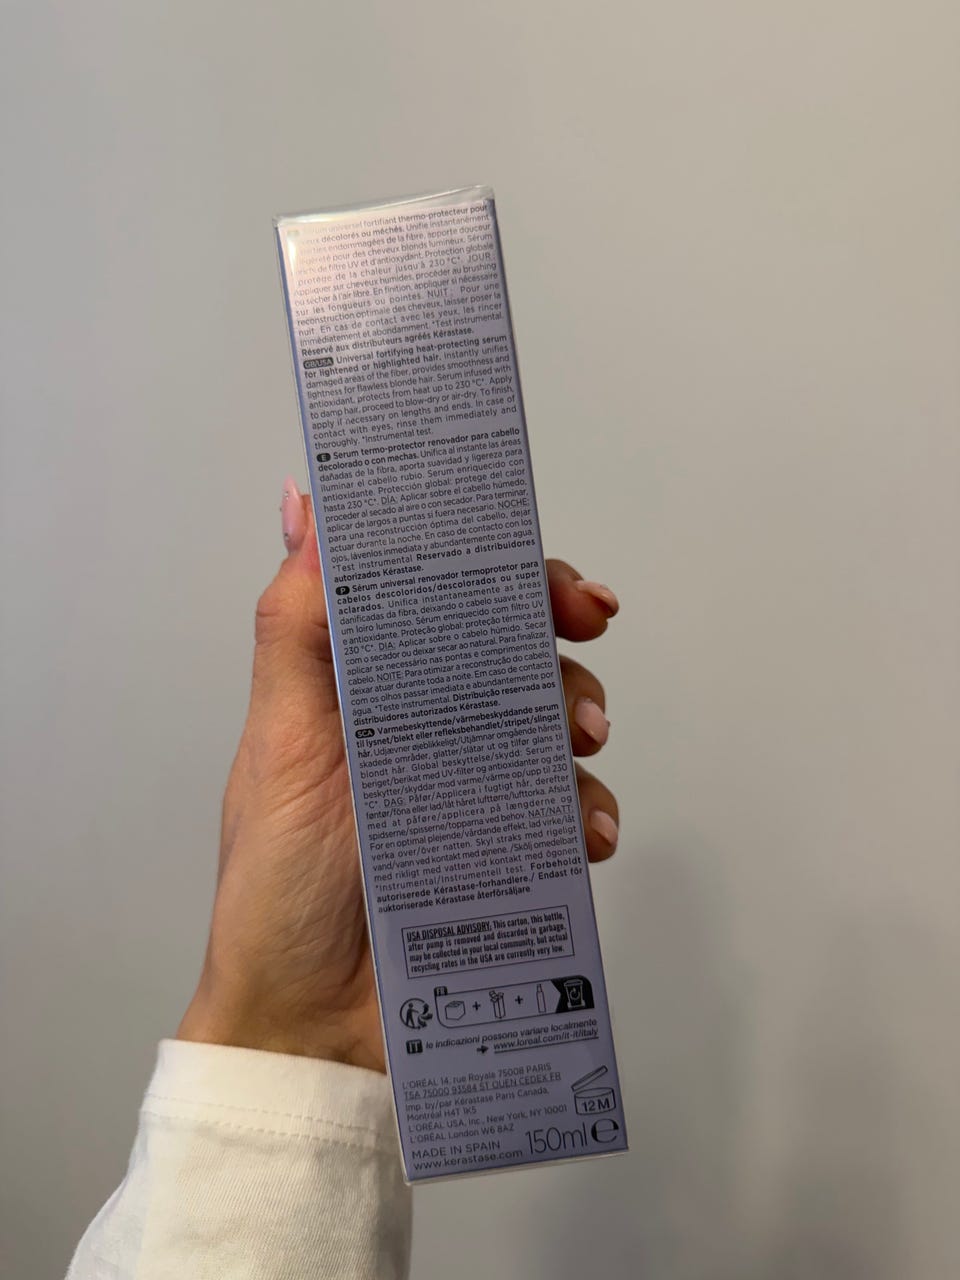 Sérum universel fortifiant thermo-protecteur pour
cheveux décolorés ou méchés. Unifie instantanément
endommagées de la fibre, apporte douceur
légèreté pour des cheveux blonds lumineux. Sérum
enrichi de filtre UV et d'antioxydant. Protection globale
protège de la chaleur jusqu'à 230 °C*. JOUR :
Appliquer sur cheveux humides, procéder au brushing
ou sécher à l'air libre. En finition, appliquer si nécessaire
sur les longueurs ou pointes. NUIT : Pour une
reconstruction optimale des cheveux, laisser poser la
nuit. En cas de contact avec les yeux, les rincer
immédiatement et abondamment. *Test instrumental.
Réservé aux distributeurs agréés Kérastase.
GB/USA Universal fortifying heat-protecting serum
for lightened or highlighted hair. Instantly unifies
damaged areas of the fiber, provides smoothness and
lightness for flawless blonde hair. Serum infused with
antioxidant, protects from heat up to 230 °C*. Apply
to damp hair, proceed to blow-dry or air-dry. To finish,
apply if necessary on lengths and ends. In case of
contact with eyes, rinse them immediately and
thoroughly. *Instrumental test.
E Serum termo-protector renovador para cabello
decolorado o con mechas. Unifica al instante las áreas
dañadas de la fibra, aporta suavidad y ligereza para
iluminar el cabello rubio. Serum enriquecido con
antioxidante. Protección global: protege del calor
hasta 230 °C*. DÍA: Aplicar sobre el cabello húmedo,
proceder al secado al aire o con secador. Para terminar,
aplicar de largos a puntas si fuera necesario. NOCHE:
para una reconstrucción óptima del cabello, dejar
actuar durante la noche. En caso de contacto con los
ojos, lávenlos inmediata y abundantemente con agua.
*Test instrumental Reservado a distribuidores
autorizados Kérastase.
P Sérum universal renovador termoprotetor para
cabelos descoloridos/descolorados ou super
aclarados. Unifica instantaneamente as áreas
danificadas da fibra, deixando o cabelo suave e com
um loiro luminoso. Sérum enriquecido com filtro UV
e antioxidante. Proteção global: proteção térmica até
230 °C*. DIA: Aplicar sobre o cabelo húmido. Secar
com o secador ou deixar secar ao natural. Para finalizar,
aplicar se necessário nas pontas e comprimentos do
cabelo. NOITE: Para otimizar a reconstrução do cabelo,
deixar atuar durante toda a noite. Em caso de contacto
com os olhos passar imediata e abundantemente por
água. *Teste instrumental. Distribuição reservada aos
distribuidores autorizados Kérastase.
SCA Varmebeskyttende/värmebeskyddande serum
til lysnet/blekt eller refleksbehandlet/stripet/slingat
hår. Udjævner øjeblikkeligt/Utjämnar omgående hårets
skadede områder, glatter/slätar ut og tilfør glans til
blondt hår. Global beskyttelse/skydd: Serum er
beriget/berikat med UV-filter og antioxidanter og det
beskytter/skyddar mod varme/värme op/upp til 230
°C*. DAG: Påfør/Applicera i fugtigt hår, derefter
føntør/föna eller lad/låt håret lufttørre/lufttorka. Afslut
med at påføre/applicera på længderne og
spidserne/spisserne/topparna ved behov. NAT/NATT:
For en optimal plejende/vårdande effekt, lad virke/låt
verka over/över natten. Skyl straks med rigeligt
vand/vann ved kontakt med øjnene. /Skölj omedelbart
med rikligt med vatten vid kontakt med ögonen.
*Instrumental/Instrumentell test. Forbeholdt
autoriserede Kérastase-forhandlere./ Endast för
auktoriserade Kérastase återförsäljare.
USA DISPOSAL ADVISORY: This carton, this bottle,
after pump is removed and discarded in garbage,
may be collected in your local community, but actual
recycling rates in the USA are currently very low.
FR
+ +
IT le indicazioni possono variare localmente
www.loreal.com/it-it/italy
L'ORÉAL 14, rue Royale 75008 PARIS
TSA 75000 93584 ST OUEN CEDEX FR
Imp. by/par Kérastase Paris Canada,
Montréal H4T 1K5
L'ORÉAL USA, Inc., New York, NY 10001
L'ORÉAL London W6 8AZ
12 M
MADE IN SPAIN
www.kerastase.com
150ml ℮